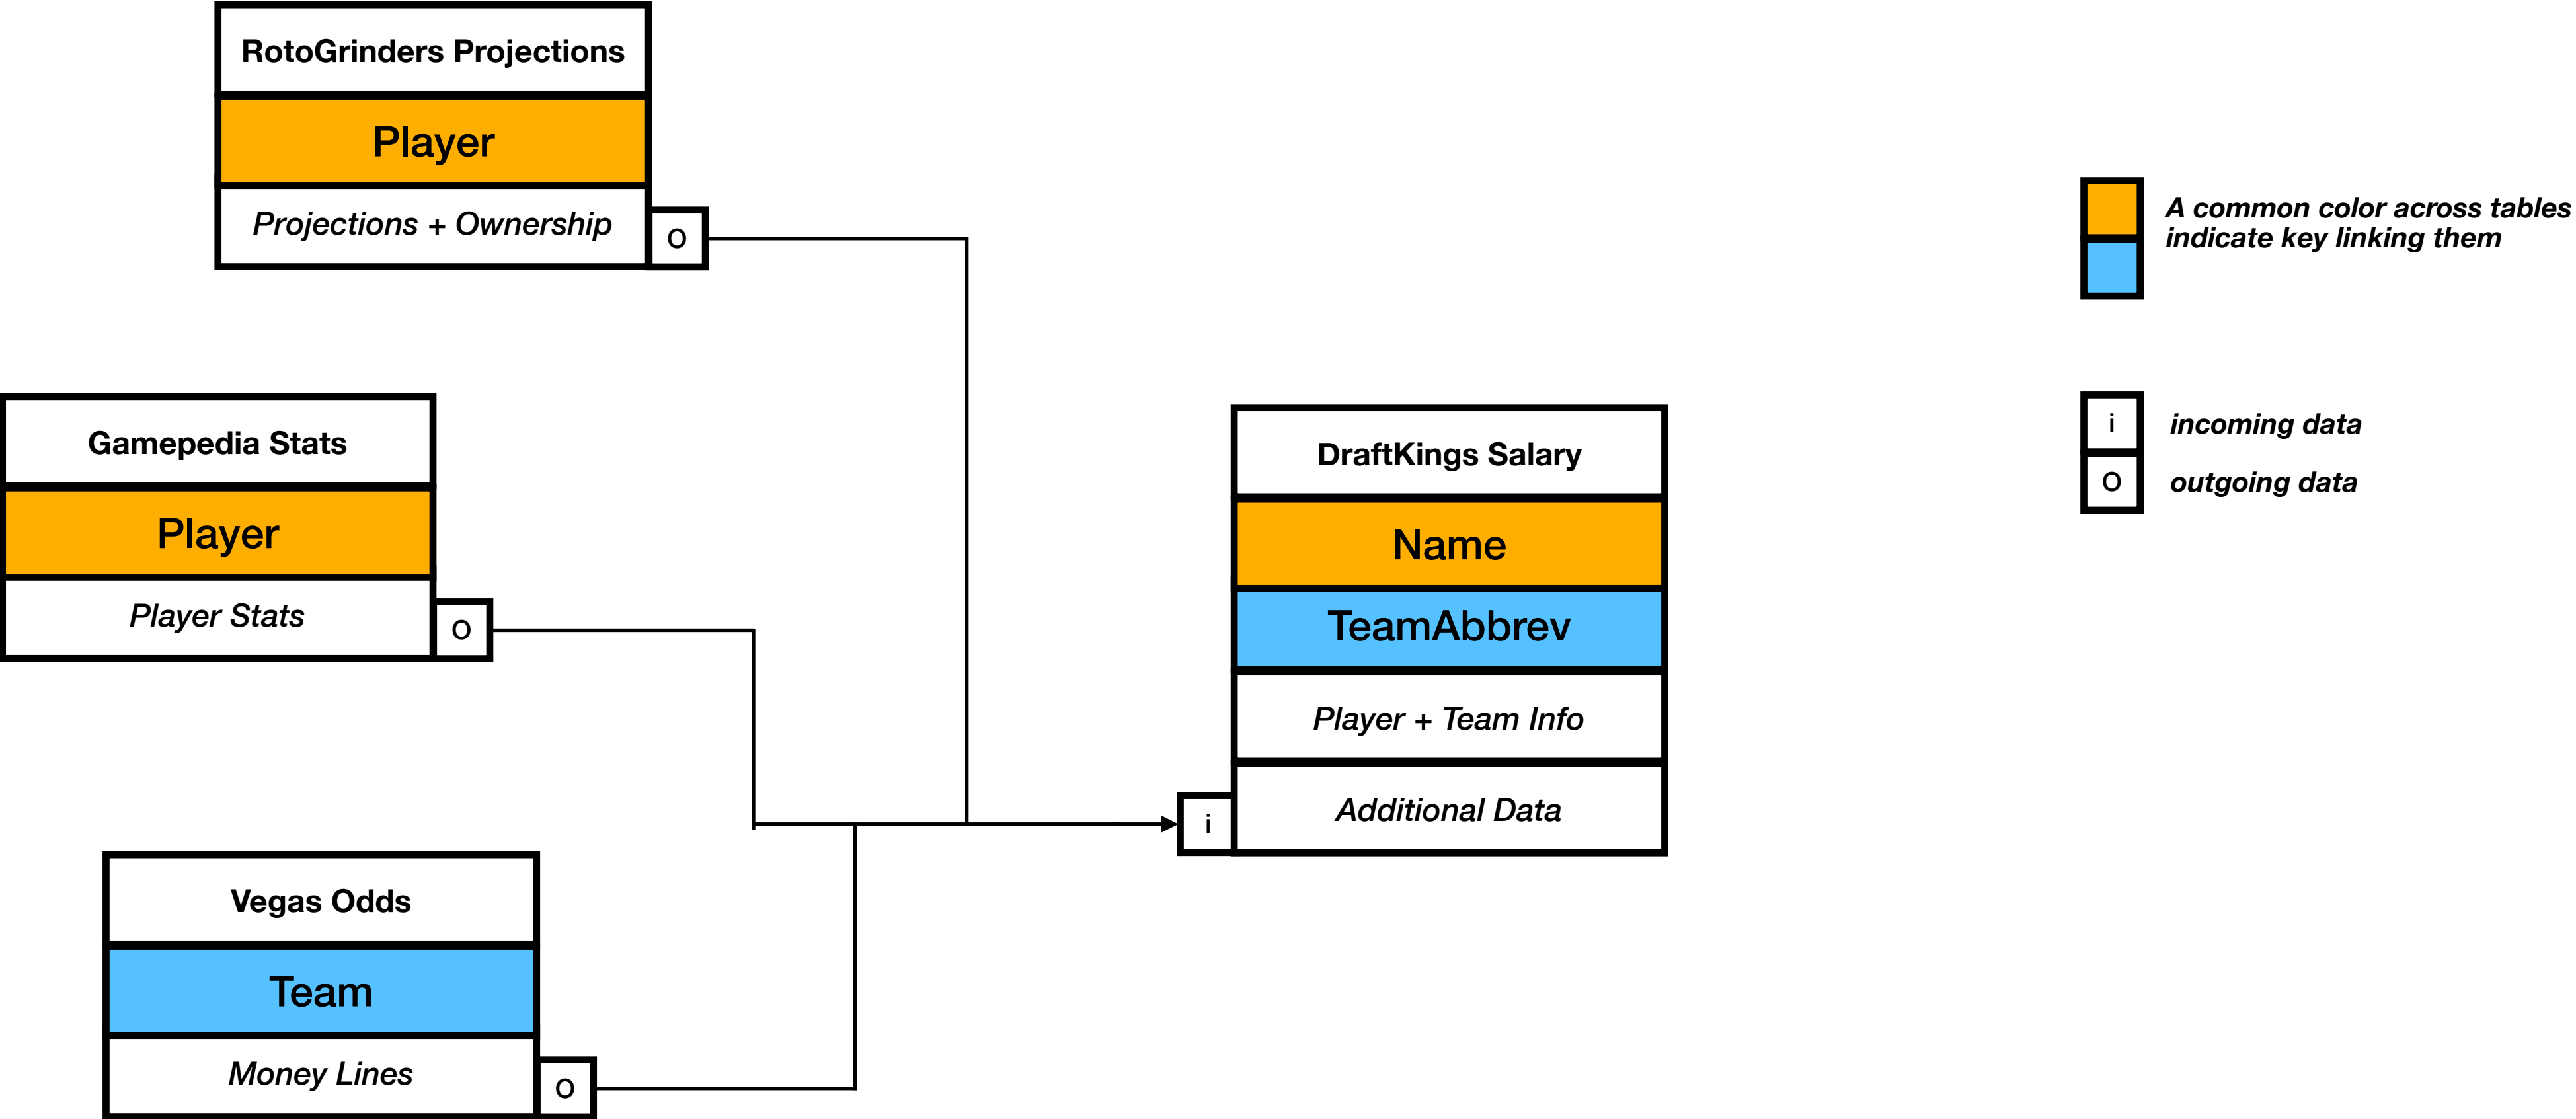 RotoGrinders Projections
Player
Projections + Ownership
O
Gamepedia Stats
Player
Player Stats
O
Vegas Odds
Team
Money Lines
O
DraftKings Salary
Name
TeamAbbrev
Player + Team Info
Additional Data
i
A common color across tables
indicate key linking them
i
incoming data
O
outgoing data